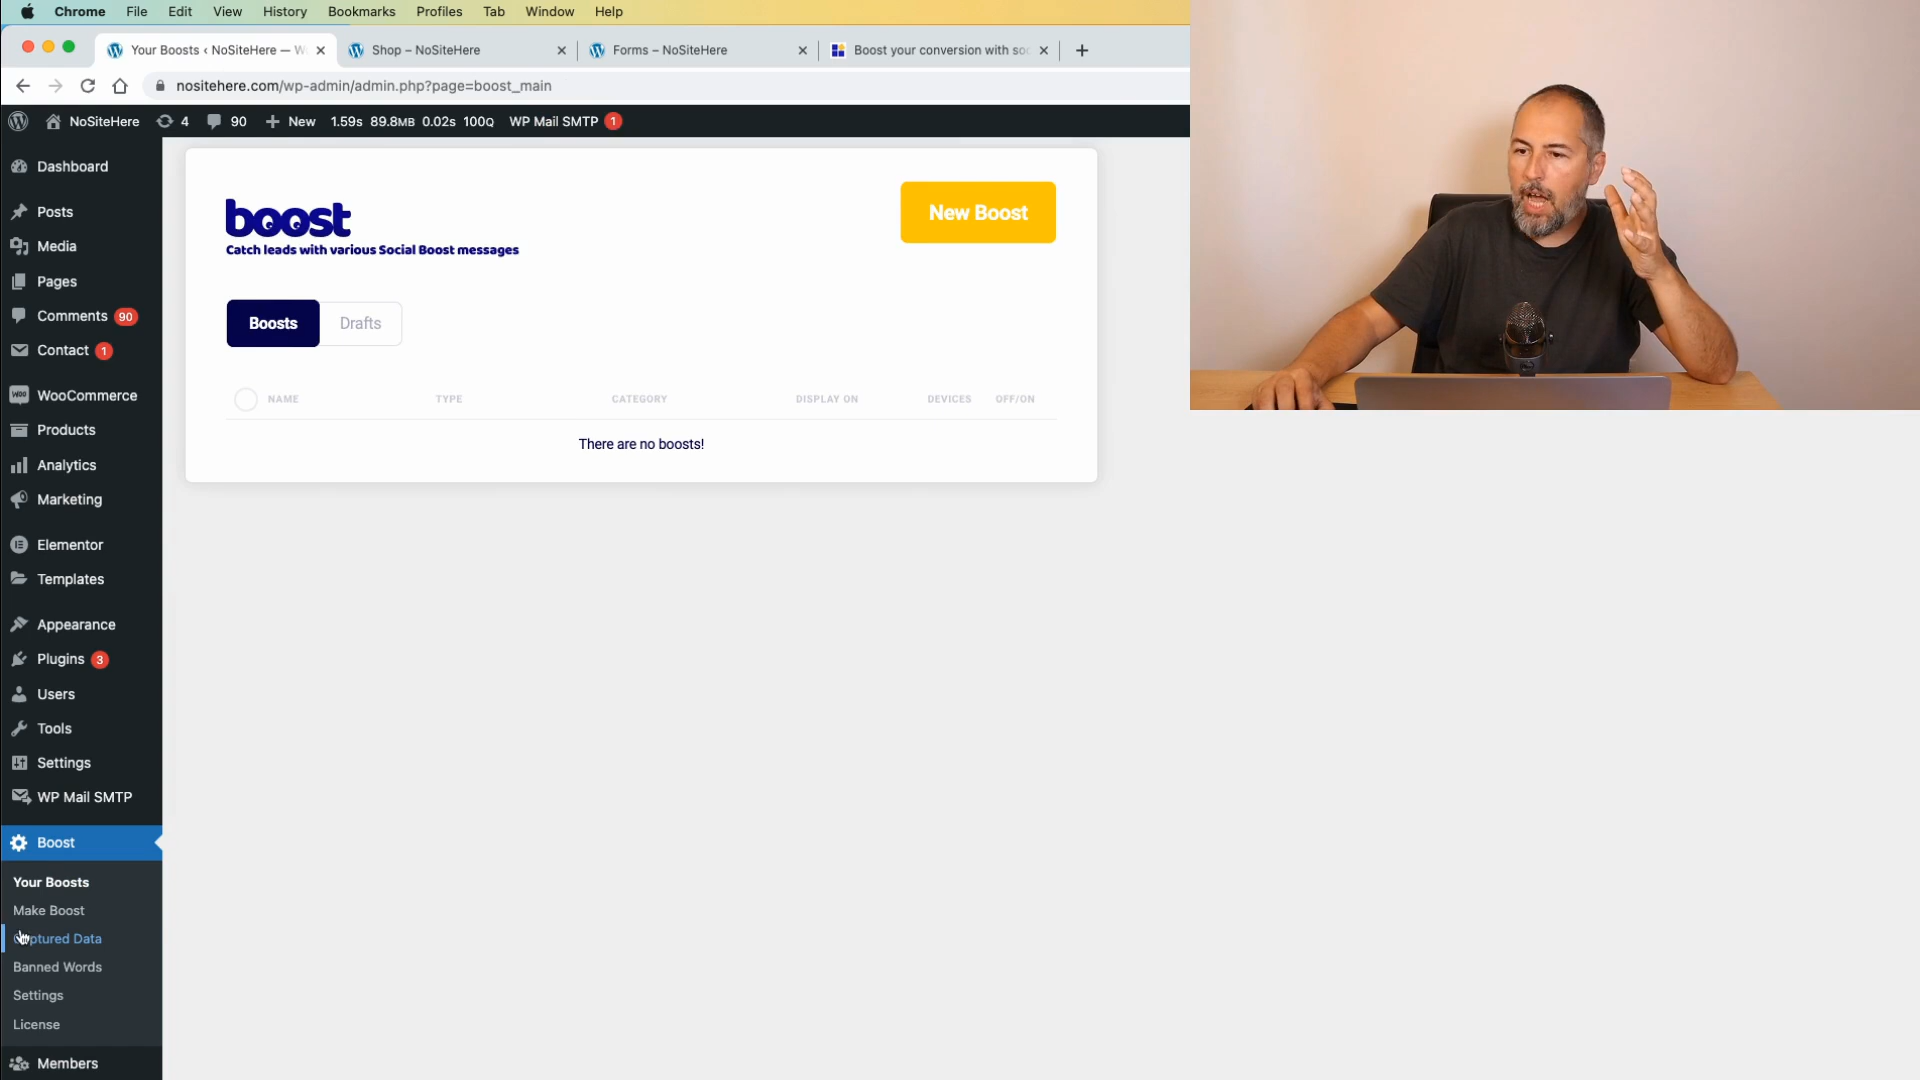 Chrome File Edit View History Bookmarks Profiles Tab Window Help
Your Boosts ‹ NoSiteHere — W
Shop – NoSiteHere
Forms – NoSiteHere
Boost your conversion with so
nositehere.com/wp-admin/admin.php?page=boost_main
NoSiteHere 4 90 New 1.59s 89.8MB 0.02s 100Q WP Mail SMTP 1
Dashboard
Posts
Media
Pages
Comments 90
Contact 1
WooCommerce
Products
Analytics
Marketing
Elementor
Templates
Appearance
Plugins 3
Users
Tools
Settings
WP Mail SMTP
Boost
Your Boosts
Make Boost
ptured Data
Banned Words
Settings
License
Members
boost
Catch leads with various Social Boost messages
New Boost
Boosts Drafts
NAME TYPE CATEGORY DISPLAY ON DEVICES OFF/ON
There are no boosts!